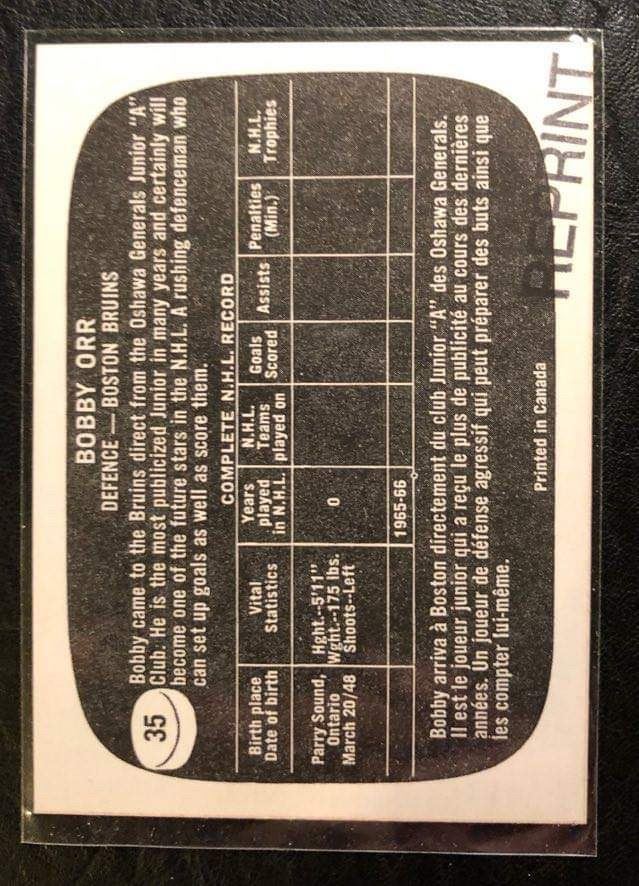 35
BOBBY ORR
DEFENCE — BOSTON BRUINS
Bobby came to the Bruins direct from the Oshawa Generals Junior "A"
Club. He is the most publicized Junior in many years and certainly will
become one of the future stars in the N.H.L. A rushing defenceman who
can set up goals as well as score them.
COMPLETE N.H.L. RECORD
Birth place Date of birth | Vital Statistics | Years played in N.H.L. | N.H.L. Teams played on | Goals Scored | Assists | Penalties (Min.) | N.H.L. Trophies
Parry Sound, Ontario March 20/48 | Hght.-5'11" Wght.-175 lbs. Shoots-Left | 0
1965-66
Bobby arriva à Boston directement du club Junior "A" des Oshawa Generals.
Il est le joueur junior qui a reçu le plus de publicité au cours des dernières
années. Un joueur de défense agressif qui peut préparer des buts ainsi que
les compter lui-même.
Printed in Canada
REPRINT